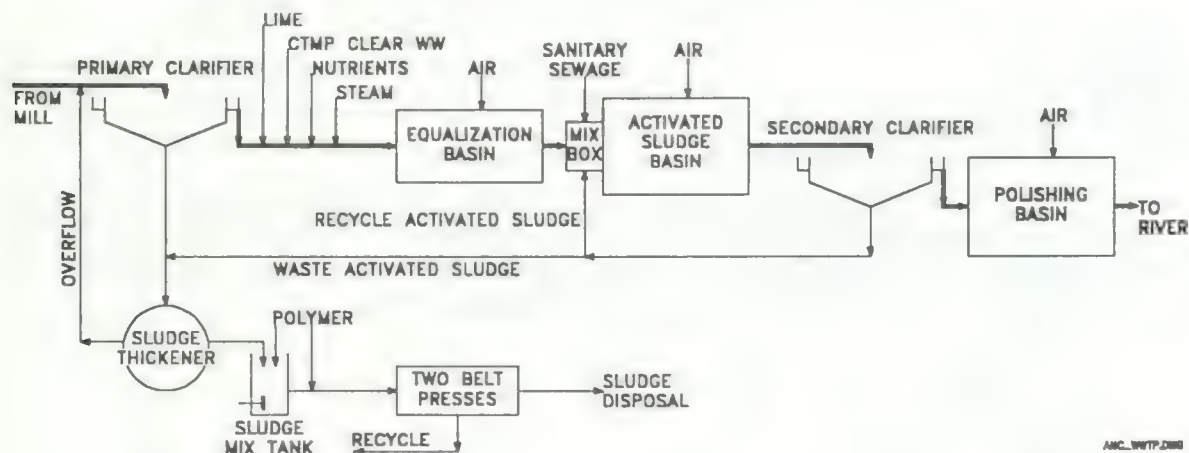 LIME
CTMP CLEAR WW
NUTRIENTS
STEAM
PRIMARY CLARIFIER
FROM
MILL
AIR
EQUALIZATION
BASIN
SANITARY
SEWAGE
MIX
BOX
AIR
ACTIVATED
SLUDGE
BASIN
SECONDARY CLARIFIER
AIR
POLISHING
BASIN
TO
RIVER
OVERFLOW
RECYCLE ACTIVATED SLUDGE
WASTE ACTIVATED SLUDGE
SLUDGE
THICKENER
POLYMER
SLUDGE
MIX TANK
TWO BELT
PRESSES
SLUDGE
DISPOSAL
RECYCLE